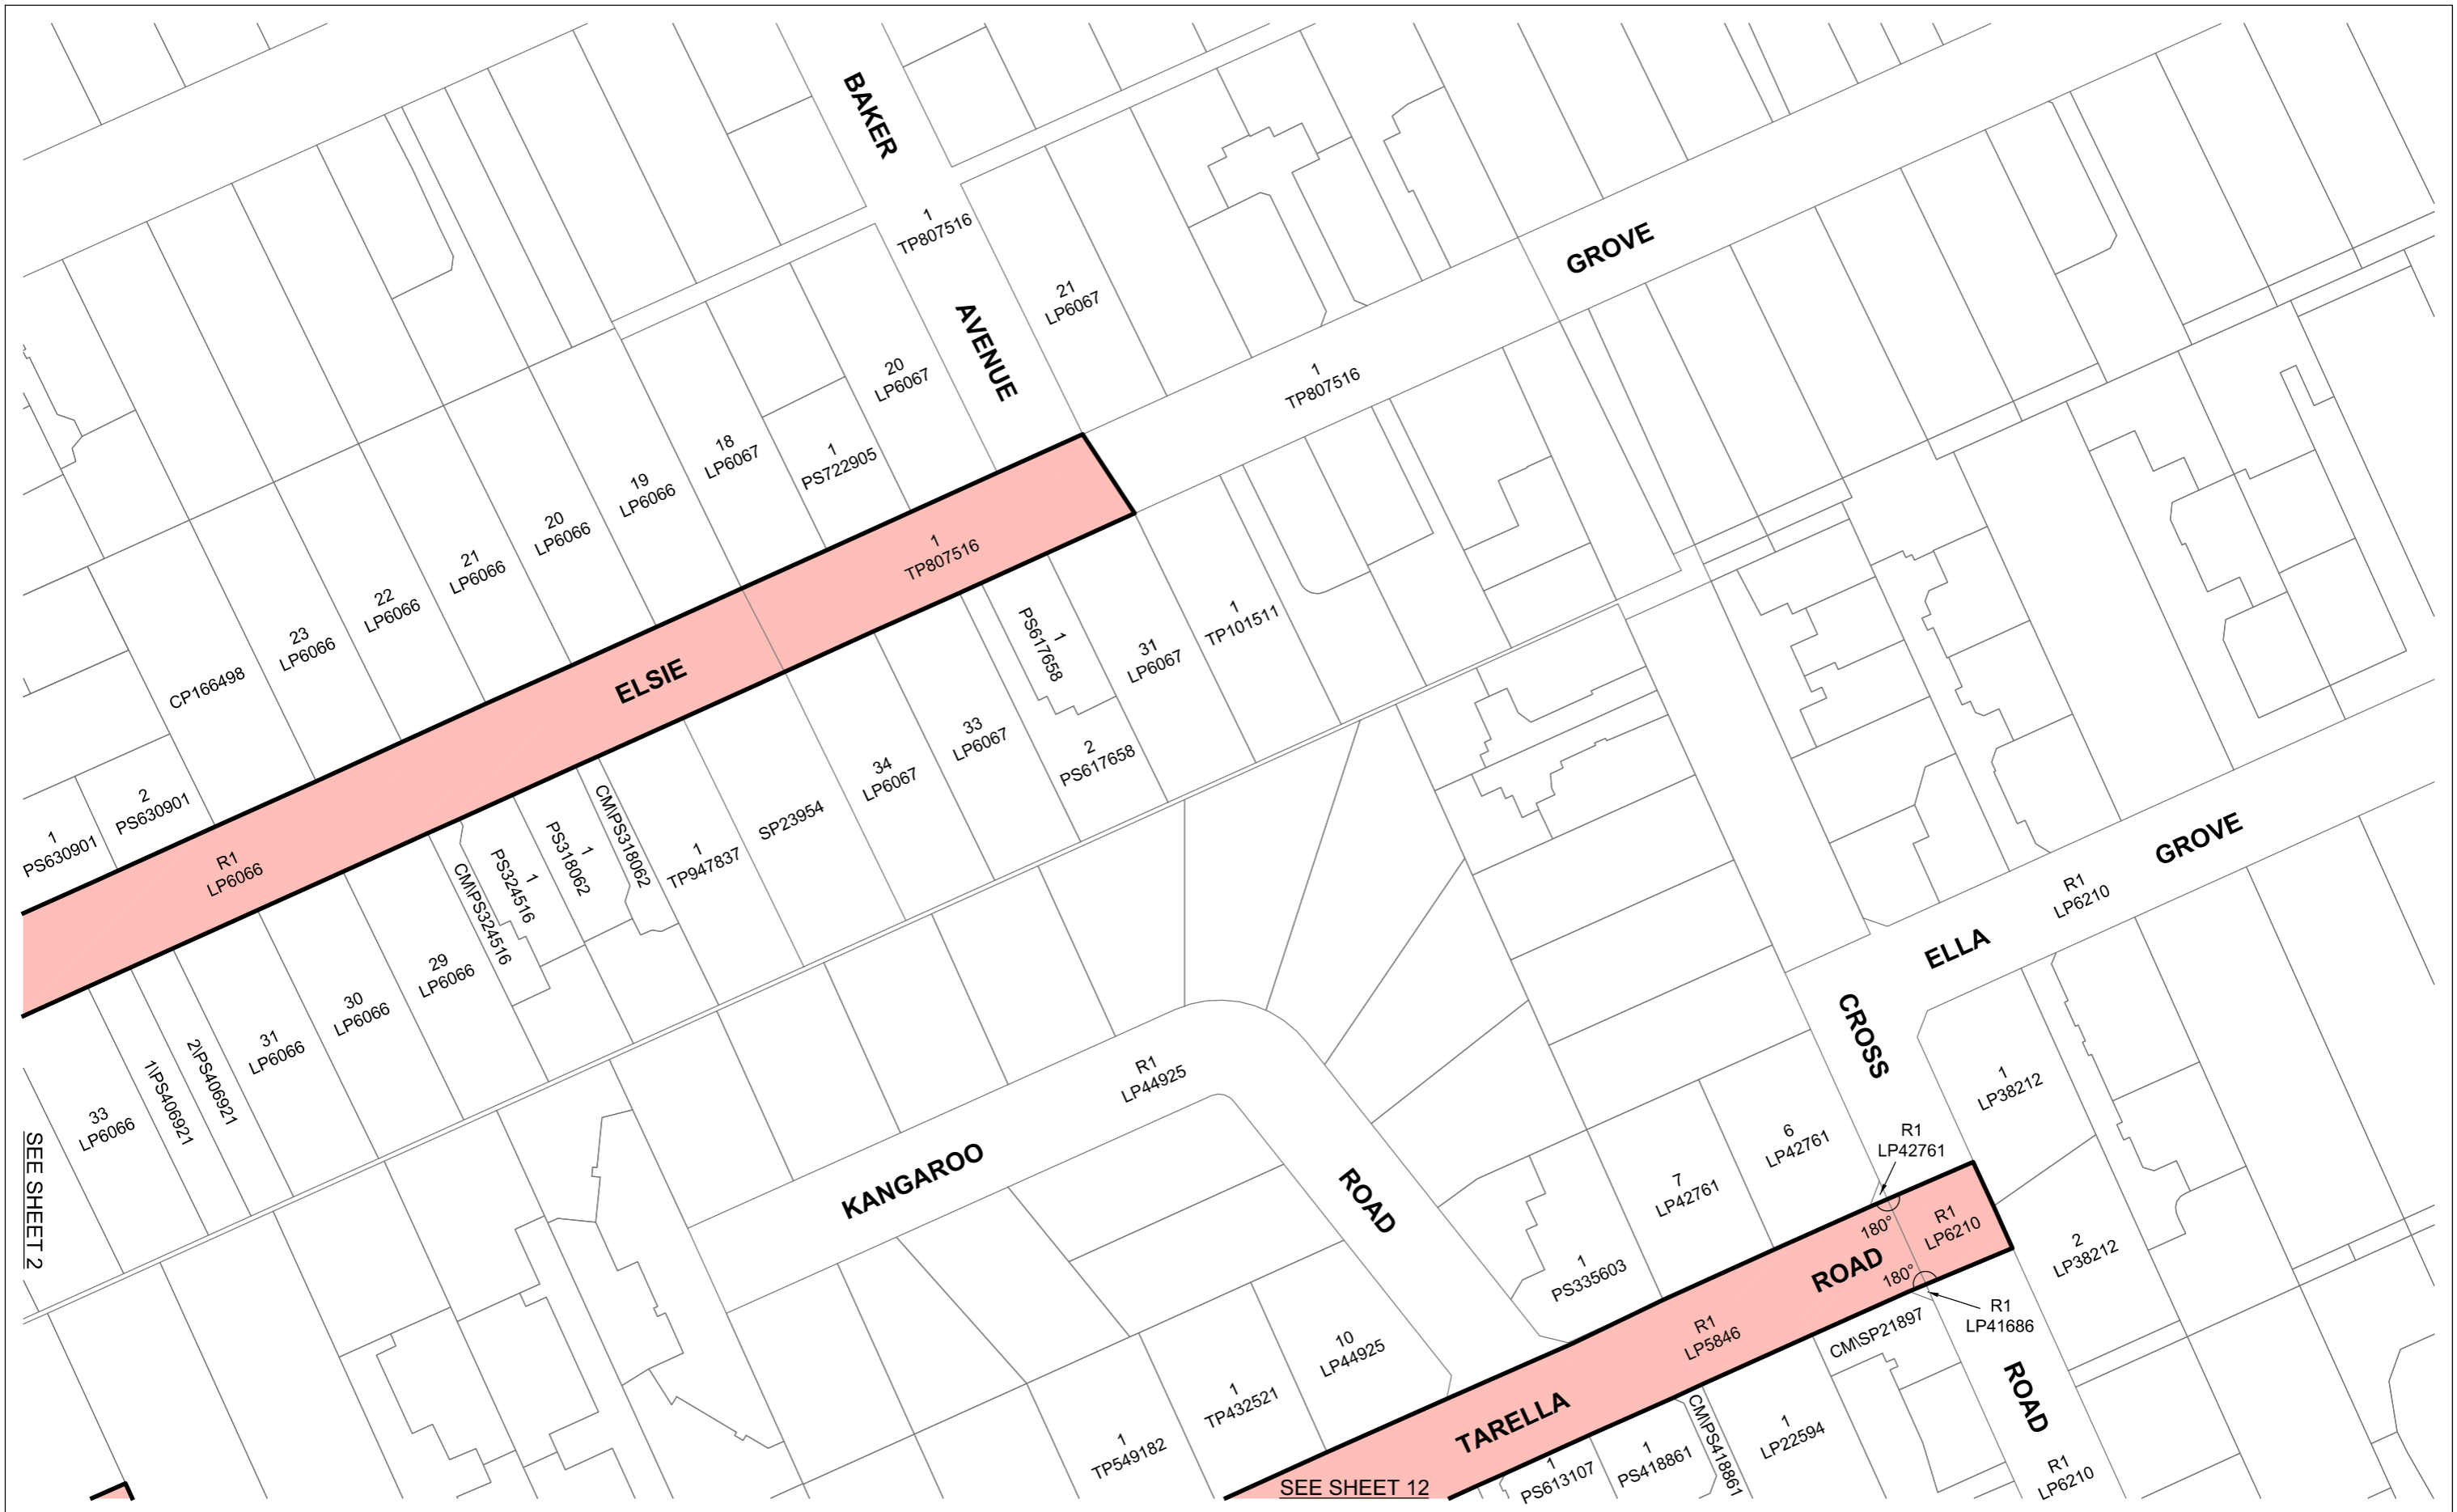 BAKER
AVENUE
1
TP807516
21
LP6067
GROVE
1
TP807516
20
LP6067
1
PS722905
18
LP6067
19
LP6066
20
LP6066
21
LP6066
22
LP6066
23
LP6066
CP166498
2
PS630901
1
PS630901
1
TP807516
ELSIE
R1
LP6066
1
TP101511
31
LP6067
1
PS617658
2
PS617658
33
LP6067
34
LP6067
SP23954
1
TP947837
CM\PS318062
1
PS318062
1
PS324516
CM\PS324516
29
LP6066
30
LP6066
31
LP6066
2\PS406921
1\PS406921
33
LP6066
SEE SHEET 2
R1
LP44925
KANGAROO
ROAD
GROVE
R1
LP6210
ELLA
CROSS
1
LP38212
R1
LP42761
6
LP42761
7
LP42761
1
PS335603
180°
R1
LP6210
ROAD
180°
2
LP38212
R1
LP41686
CM\SP21897
R1
LP5846
10
LP44925
1
TP432521
1
TP549182
TARELLA
SEE SHEET 12
1
PS613107
1
PS418861
CM\PS418861
1
LP22594
ROAD
R1
LP6210